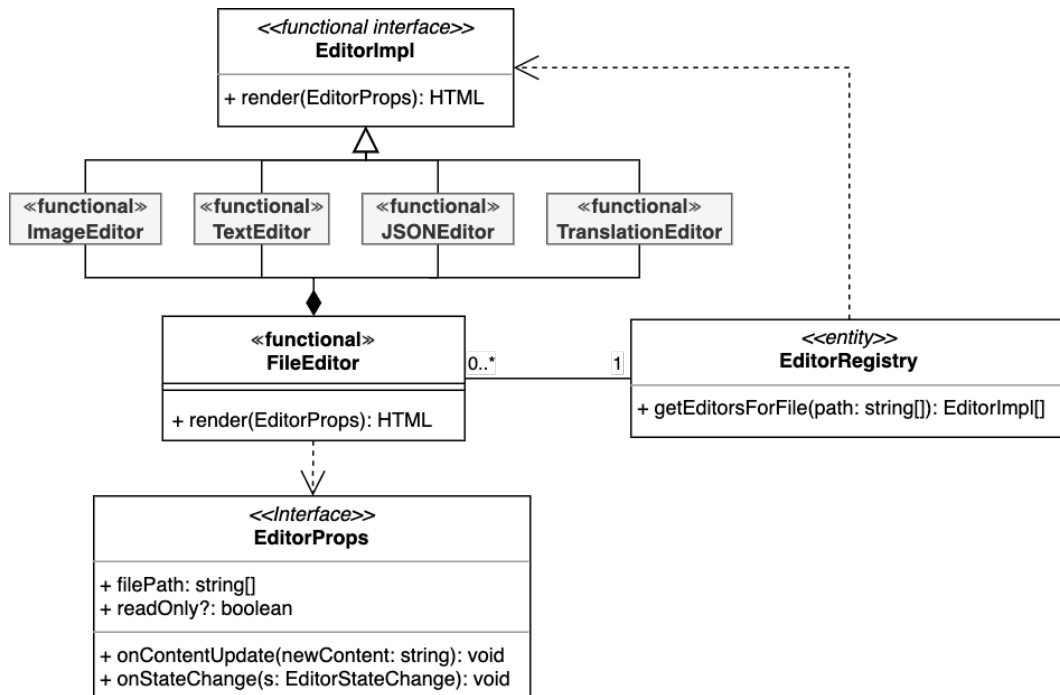 <<functional interface>>
EditorImpl
+ render(EditorProps): HTML
«functional»
ImageEditor
«functional»
TextEditor
«functional»
JSONEditor
«functional»
TranslationEditor
«functional»
FileEditor
+ render(EditorProps): HTML
0..*
1
<<entity>>
EditorRegistry
+ getEditorsForFile(path: string[]): EditorImpl[]
<<Interface>>
EditorProps
+ filePath: string[]
+ readOnly?: boolean
+ onContentUpdate(newContent: string): void
+ onStateChange(s: EditorStateChange): void